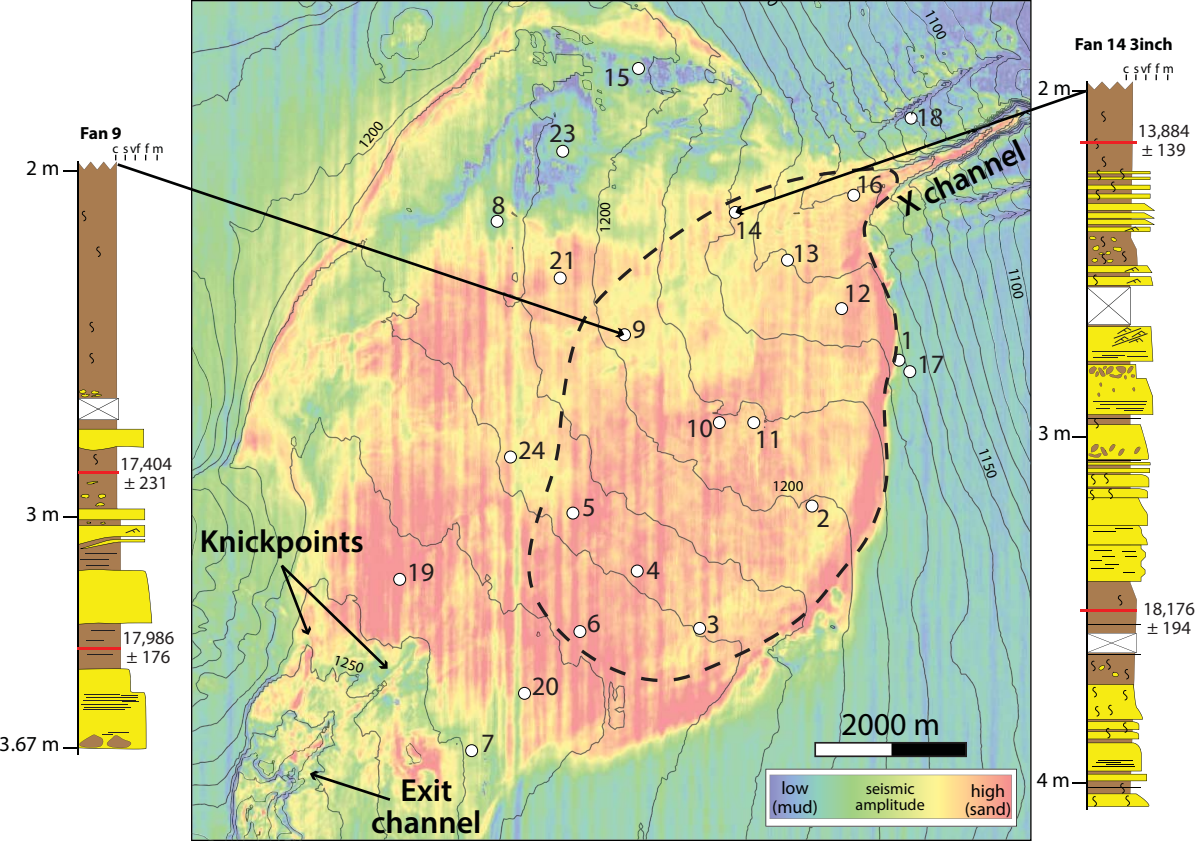 Fan 9
c s vf f m
2 m
17,404
± 231
3 m
17,986
± 176
3.67 m
1100
15
18
1200
23
X channel
16
8
1200
14
13
21
1100
12
9
1
17
10
11
1150
24
1200
2
5
Knickpoints
19
4
6
3
1250
20
2000 m
7
Exit
channel
low
(mud)
seismic
amplitude
high
(sand)
Fan 14 3inch
c s vf f m
2 m
13,884
± 139
3 m
18,176
± 194
4 m